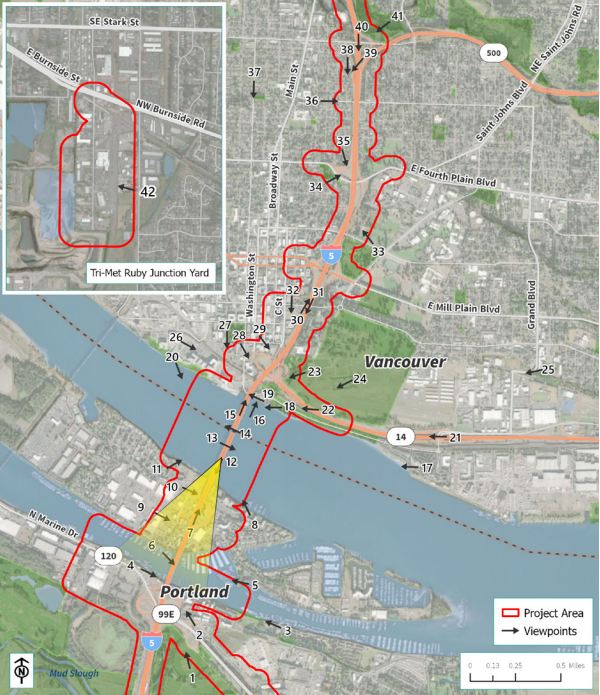 SE Stark St
E Burnside St
NW Burnside Rd
42
Tri-Met Ruby Junction Yard
40
41
38
39
500
NE Saint Johns Rd
Saint Johns Blvd
37
Main St
36
35
E Fourth Plain Blvd
34
Broadway St
33
5
Washington St
C St
32
31
30
E Mill Plain Blvd
Grand Blvd
27
29
26
28
20
Vancouver
23
24
25
19
15
18
22
16
14
21
14
13
17
12
11
10
9
N Marine Dr
7
8
120
6
4
5
Portland
99E
2
3
5
1
Mud Slough
N
Project Area
Viewpoints
0 0.13 0.25 0.5 Miles